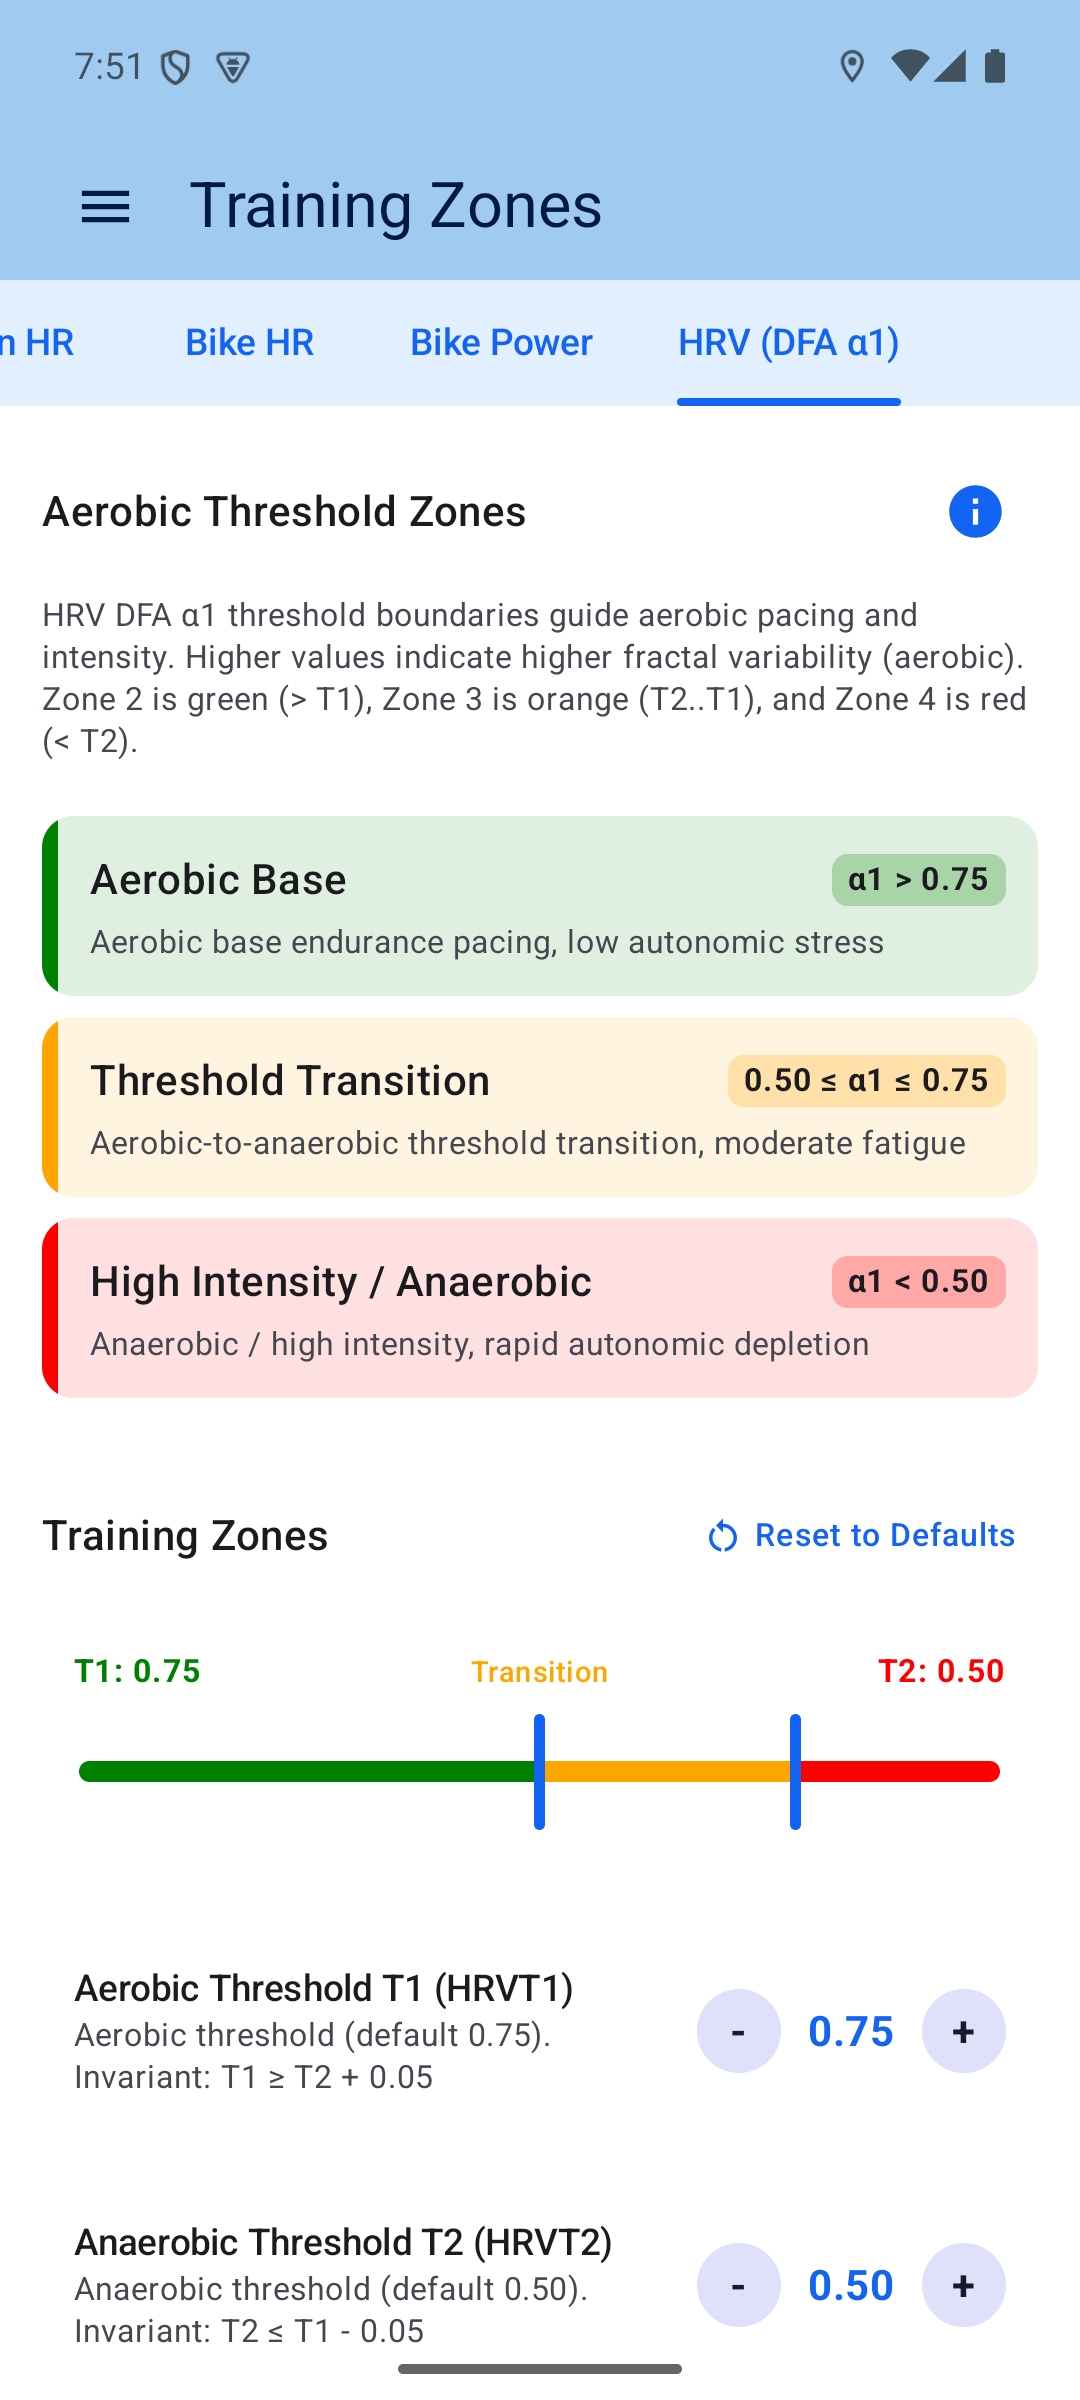 7:51
Training Zones
n HR
Bike HR
Bike Power
HRV (DFA α1)
Aerobic Threshold Zones
HRV DFA α1 threshold boundaries guide aerobic pacing and
intensity. Higher values indicate higher fractal variability (aerobic).
Zone 2 is green (> T1), Zone 3 is orange (T2..T1), and Zone 4 is red
(< T2).
Aerobic Base
α1 > 0.75
Aerobic base endurance pacing, low autonomic stress
Threshold Transition
0.50 ≤ α1 ≤ 0.75
Aerobic-to-anaerobic threshold transition, moderate fatigue
High Intensity / Anaerobic
α1 < 0.50
Anaerobic / high intensity, rapid autonomic depletion
Training Zones
Reset to Defaults
T1: 0.75
Transition
T2: 0.50
Aerobic Threshold T1 (HRVT1)
Aerobic threshold (default 0.75).
Invariant: T1 ≥ T2 + 0.05
-
0.75
+
Anaerobic Threshold T2 (HRVT2)
Anaerobic threshold (default 0.50).
Invariant: T2 ≤ T1 - 0.05
-
0.50
+